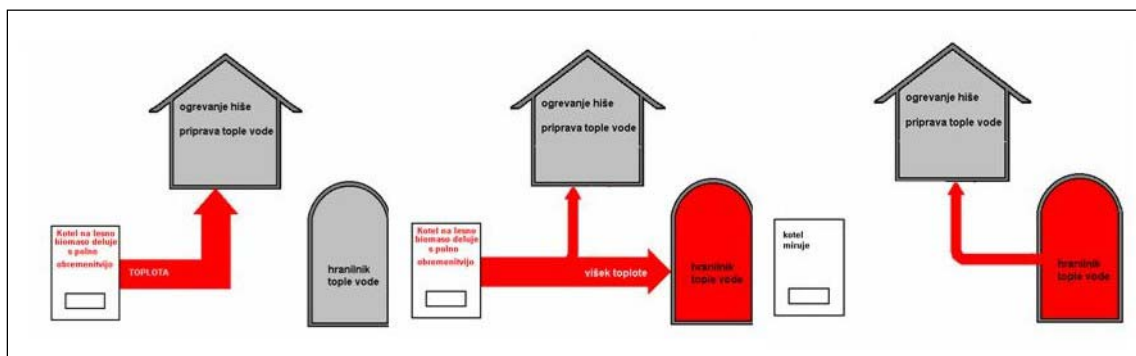 ogrevanje hiše
priprava tople vode
Kotel na lesno
biomaso deluje
s polno
obremenitvijo
TOPLOTA
hranilnik
tople vode
ogrevanje hiše
priprava tople vode
Kotel na lesno
biomaso deluje
s polno
obremenitvijo
višek toplote
hranilnik
tople vode
ogrevanje hiše
priprava tople vode
kotel
miruje
hranilnik
tople vode